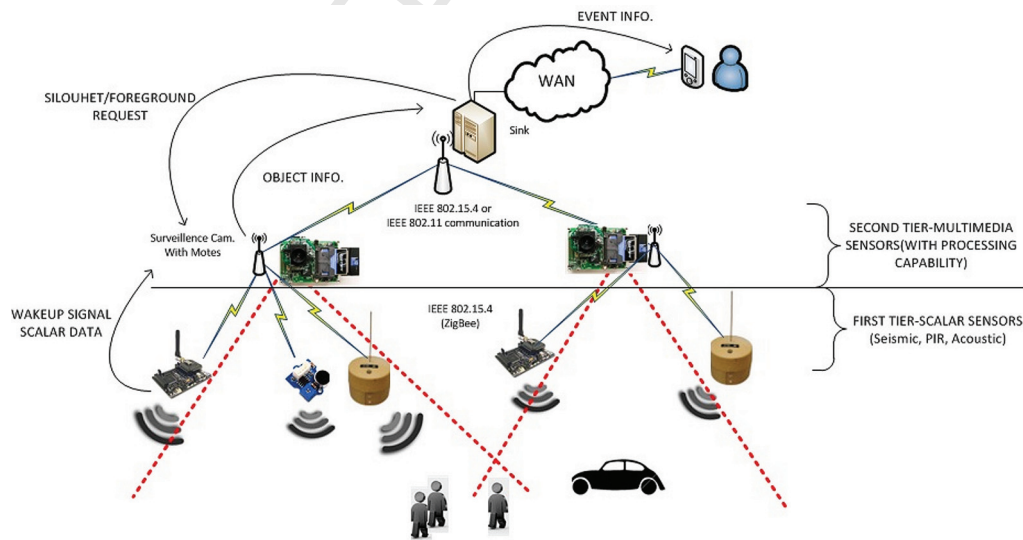 EVENT INFO.
WAN
SILOUHET/FOREGROUND
REQUEST
Sink
OBJECT INFO.
IEEE 802.15.4 or
IEEE 802.11 communication
Surveillence Cam.
With Motes
SECOND TIER-MULTIMEDIA
SENSORS(WITH PROCESSING
CAPABILITY)
WAKEUP SIGNAL
SCALAR DATA
IEEE 802.15.4
(ZigBee)
FIRST TIER-SCALAR SENSORS
(Seismic, PIR, Acoustic)